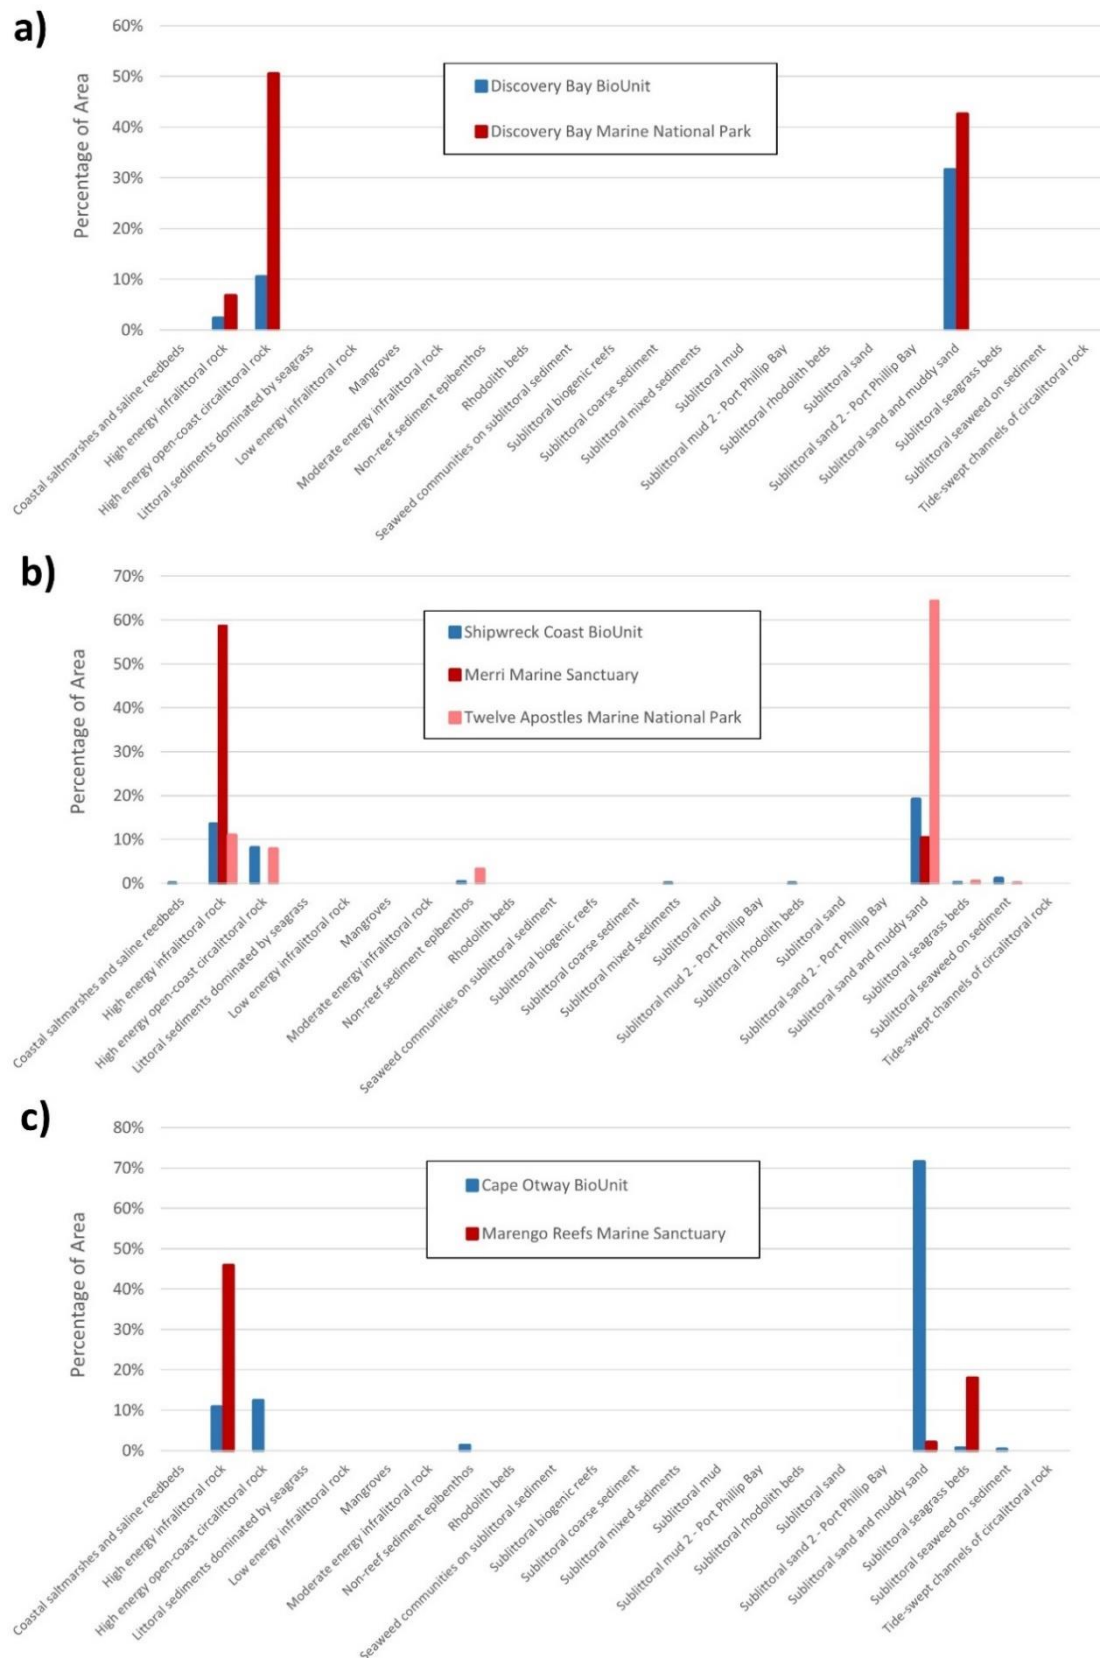 a)
60%
50%
40%
30%
20%
10%
0%
Percentage of Area
Discovery Bay BioUnit
Discovery Bay Marine National Park
Coastal saltmarshes and saline reedbeds
High energy infralittoral rock
High energy open-coast circalittoral rock
Littoral sediments dominated by seagrass
Low energy infralittoral rock
Mangroves
Moderate energy infralittoral rock
Non-reef sediment epibenthos
Rhodolith beds
Seaweed communities on sublittoral sediment
Sublittoral biogenic reefs
Sublittoral coarse sediment
Sublittoral mixed sediments
Sublittoral mud
Sublittoral mud 2 - Port Phillip Bay
Sublittoral rhodolith beds
Sublittoral sand
Sublittoral sand 2 - Port Phillip Bay
Sublittoral sand and muddy sand
Sublittoral seagrass beds
Sublittoral seaweed on sediment
Tide-swept channels of circalittoral rock
b)
70%
60%
50%
40%
30%
20%
10%
0%
Percentage of Area
Shipwreck Coast BioUnit
Merri Marine Sanctuary
Twelve Apostles Marine National Park
Coastal saltmarshes and saline reedbeds
High energy infralittoral rock
High energy open-coast circalittoral rock
Littoral sediments dominated by seagrass
Low energy infralittoral rock
Mangroves
Moderate energy infralittoral rock
Non-reef sediment epibenthos
Rhodolith beds
Seaweed communities on sublittoral sediment
Sublittoral biogenic reefs
Sublittoral coarse sediment
Sublittoral mixed sediments
Sublittoral mud
Sublittoral mud 2 - Port Phillip Bay
Sublittoral rhodolith beds
Sublittoral sand
Sublittoral sand 2 - Port Phillip Bay
Sublittoral sand and muddy sand
Sublittoral seagrass beds
Sublittoral seaweed on sediment
Tide-swept channels of circalittoral rock
c)
80%
70%
60%
50%
40%
30%
20%
10%
0%
Percentage of Area
Cape Otway BioUnit
Marengo Reefs Marine Sanctuary
Coastal saltmarshes and saline reedbeds
High energy infralittoral rock
High energy open-coast circalittoral rock
Littoral sediments dominated by seagrass
Low energy infralittoral rock
Mangroves
Moderate energy infralittoral rock
Non-reef sediment epibenthos
Rhodolith beds
Seaweed communities on sublittoral sediment
Sublittoral biogenic reefs
Sublittoral coarse sediment
Sublittoral mixed sediments
Sublittoral mud
Sublittoral mud 2 - Port Phillip Bay
Sublittoral rhodolith beds
Sublittoral sand
Sublittoral sand 2 - Port Phillip Bay
Sublittoral sand and muddy sand
Sublittoral seagrass beds
Sublittoral seaweed on sediment
Tide-swept channels of circalittoral rock